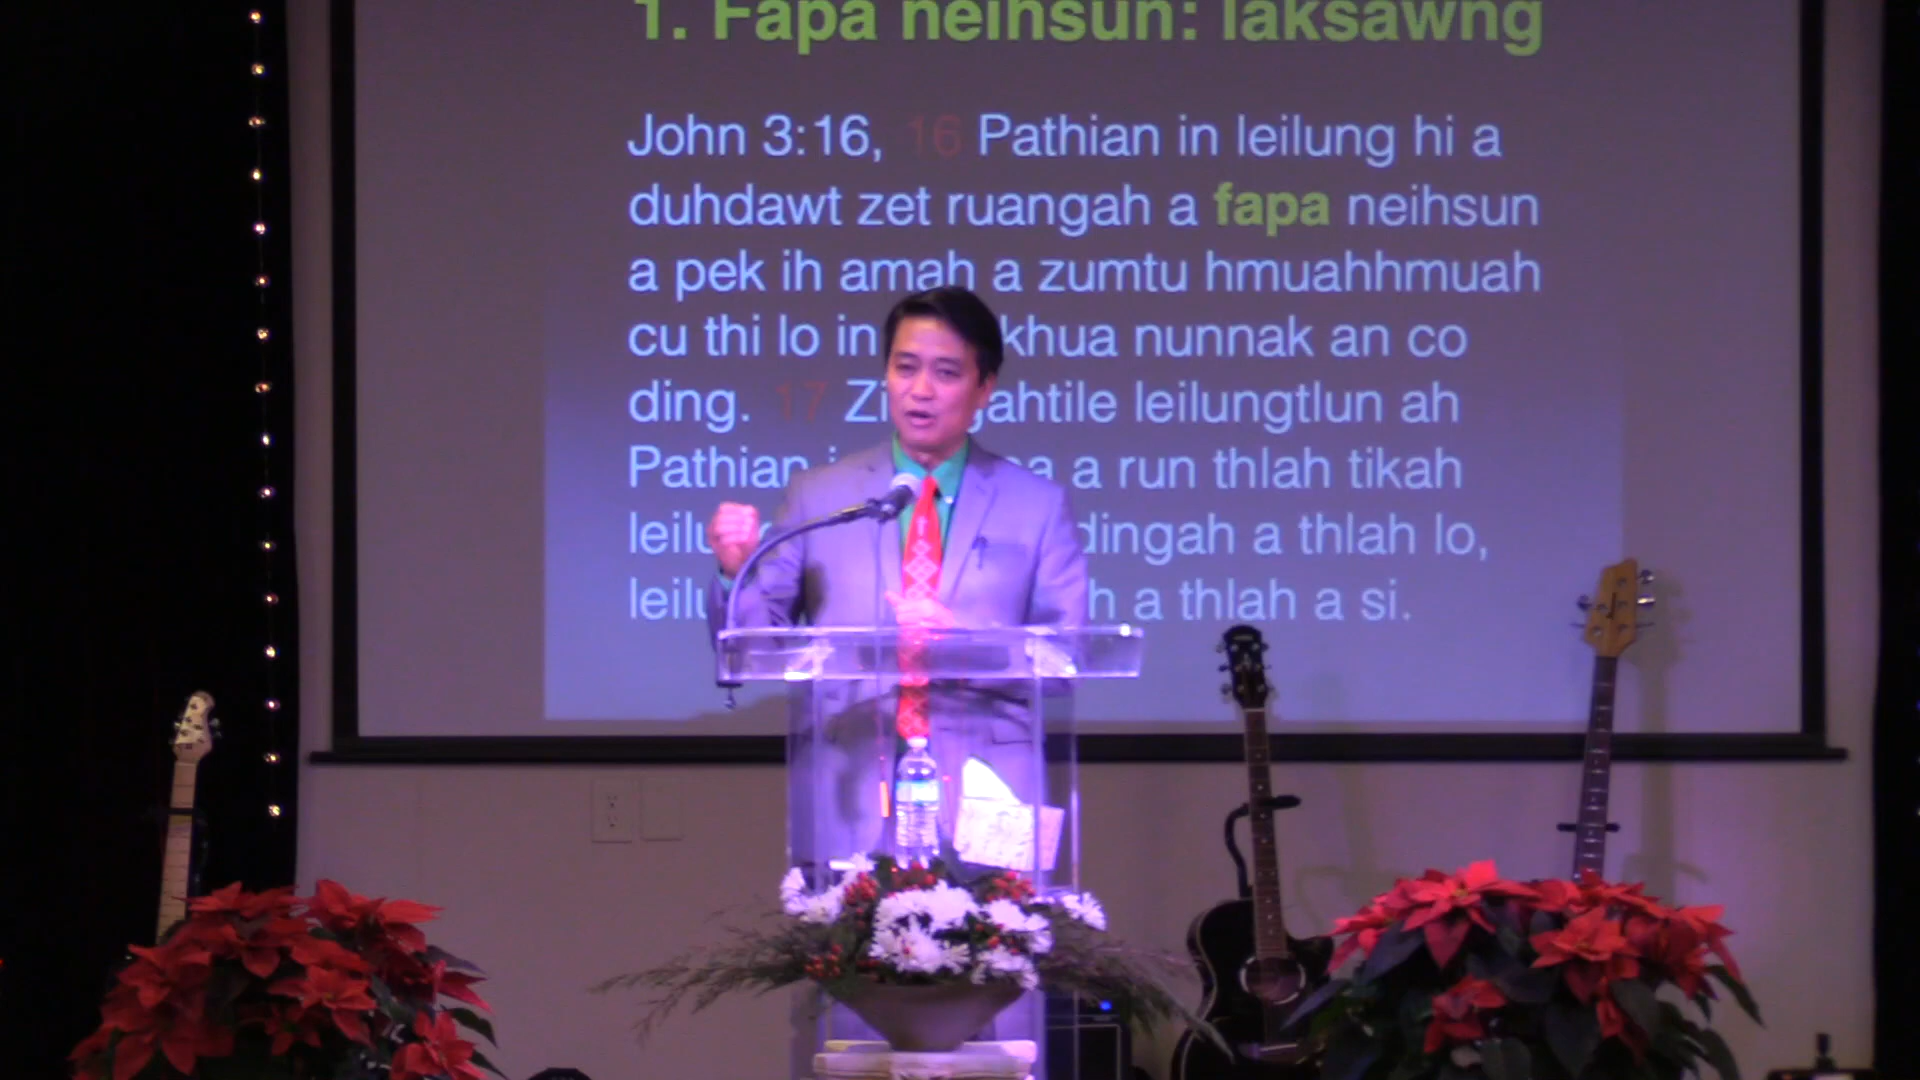 1. Fapa neihsun: laksawng
John 3:16, 16 Pathian in leilung hi a
duhdawt zet ruangah a fapa neihsun
a pek ih amah a zumtu hmuahhmuah
cu thi lo in khua nunnak an co
ding. 17 leilungtlun ah
Pathian a run thlah tikah
dingah a thlah lo,
a thlah a si.